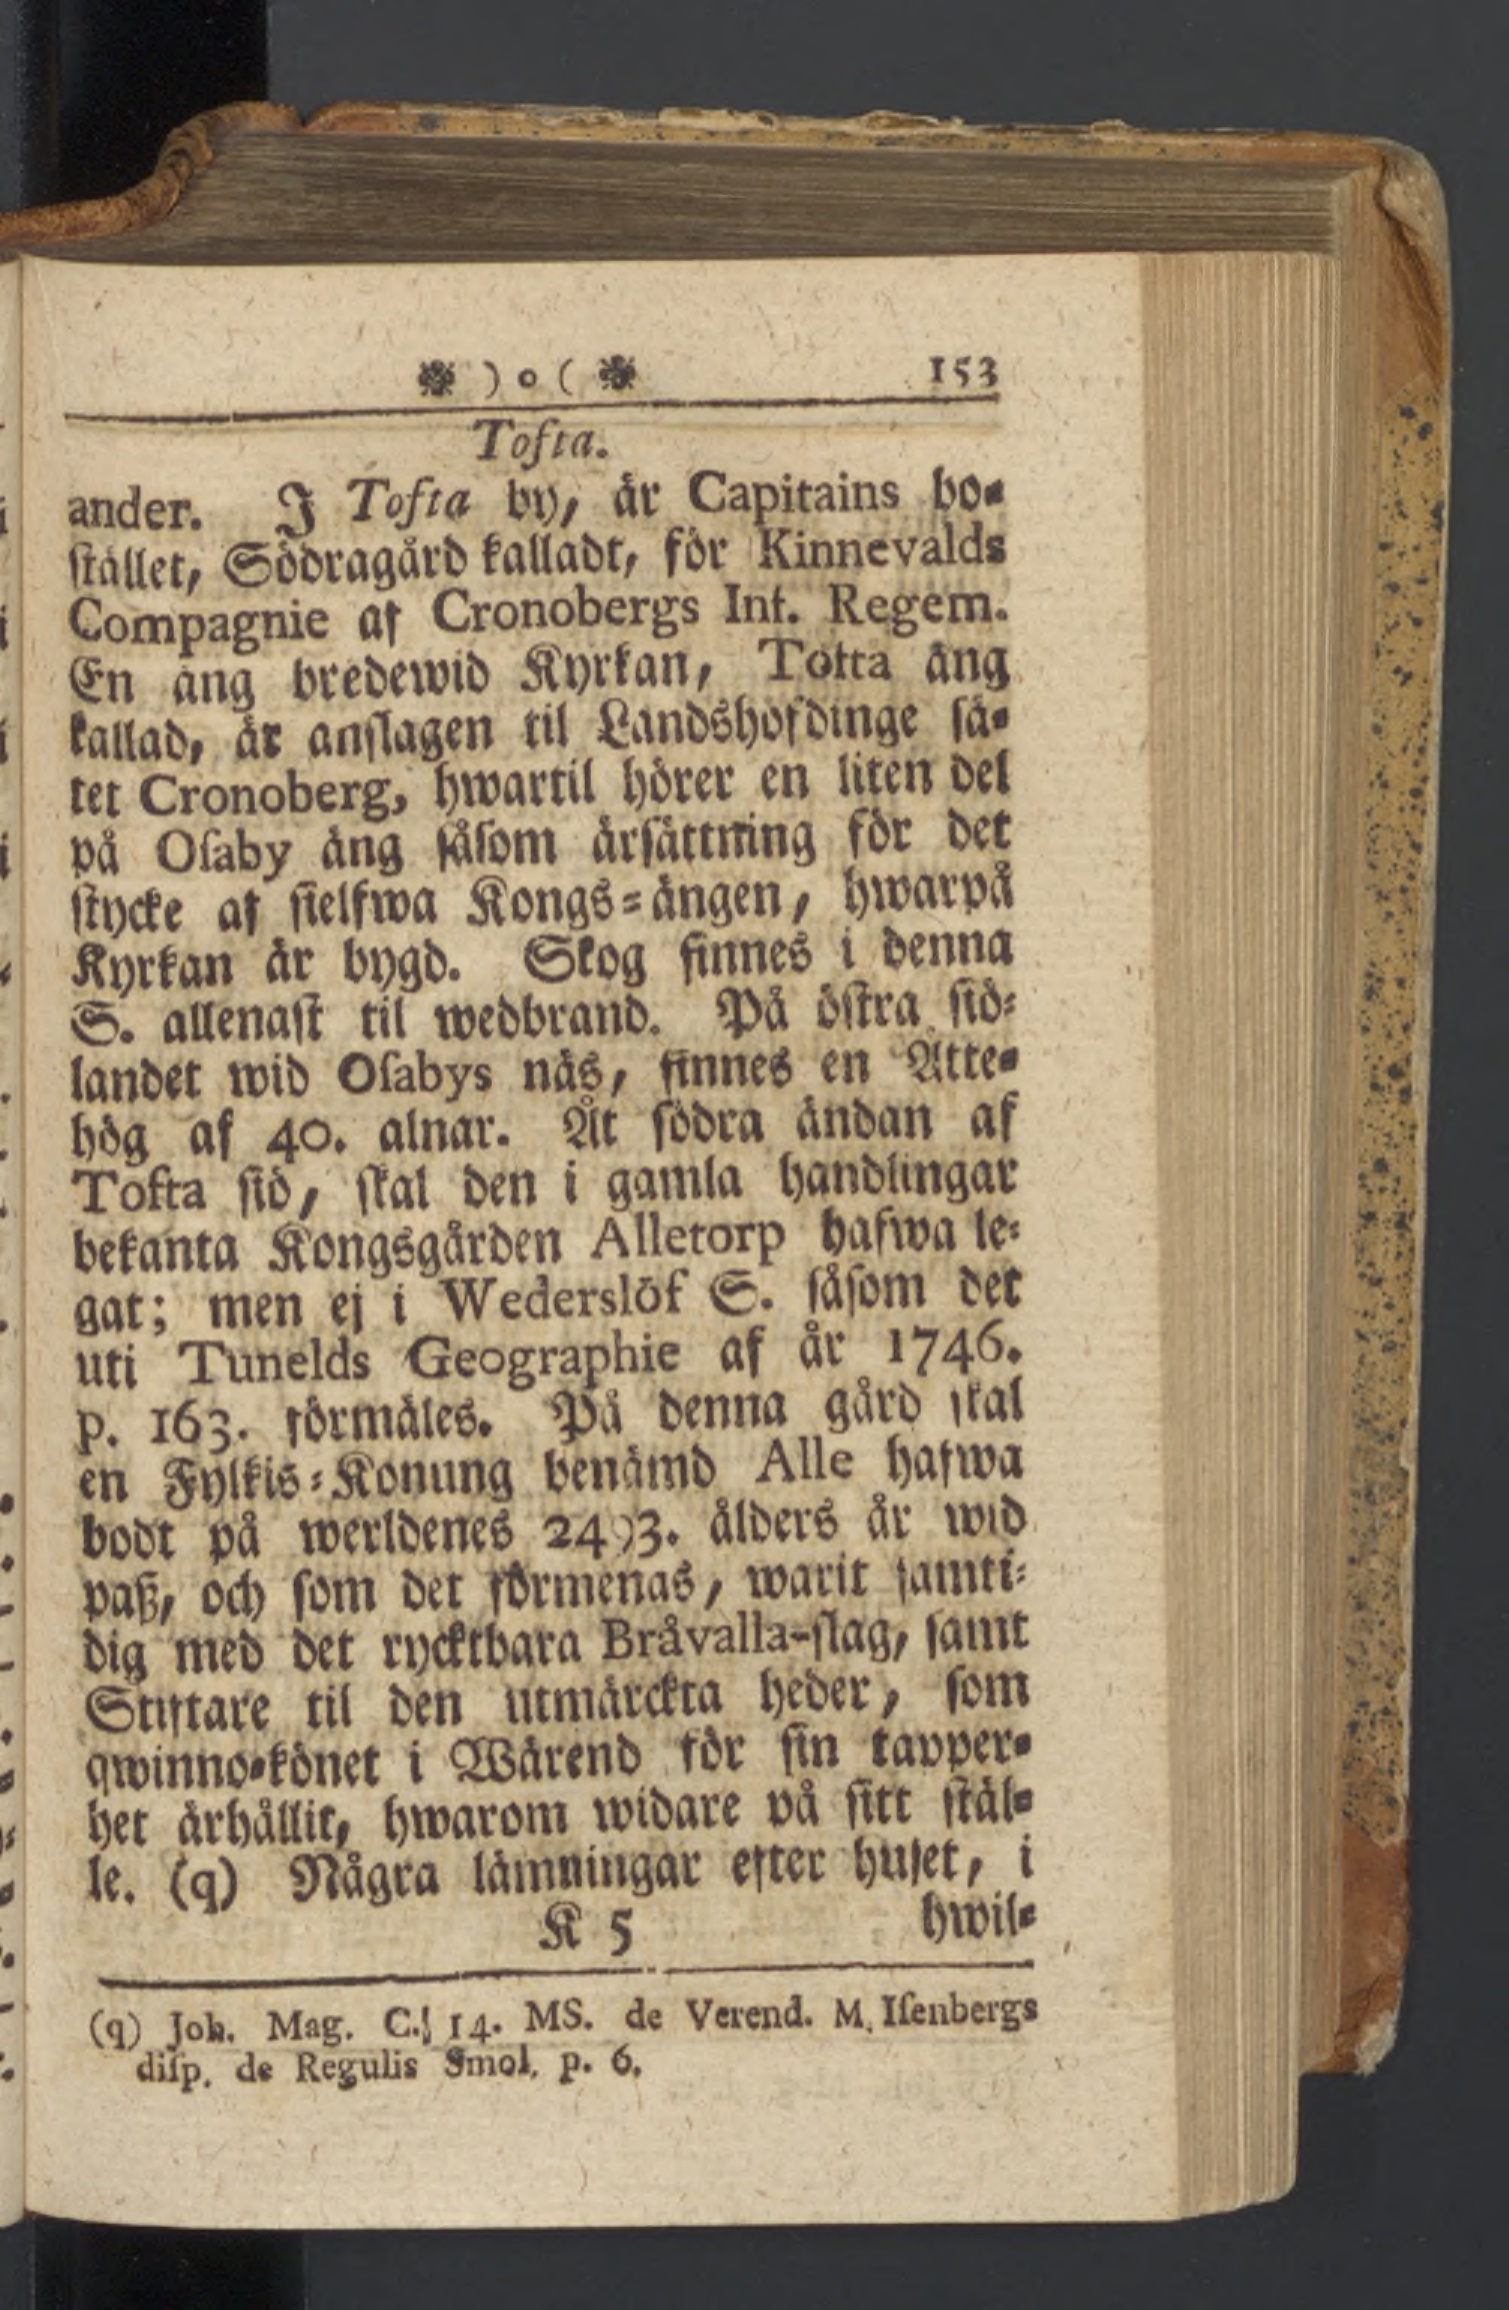 ❋ ) o ( ❋ 153
Tofta.
ander. J Tofta by, är Capitains bo-
stället, Södragård kalladt, för Kinnevalds
Compagnie af Cronobergs Inf. Regem.
En äng bredewid Kyrkan, Tofta äng
kallad, är anslagen til Landshöfdinge sä-
tet Cronoberg, hwartil hörer en liten del
på Osaby äng såsom ärsättning för det
stycke af sielfwa Kongs-ängen, hwarpå
Kyrkan är bygd. Skog finnes i denna
S. allenast til wedbrand. På östra siö-
landet wid Osabys näs, finnes en Ätte-
hög af 40. alnar. Åt södra ändan af
Tofta siö, skal den i gamla handlingar
bekanta Kongsgården Alletorp hafwa le-
gat; men ej i Wederslöf S. såsom det
uti Tunelds Geographie af år 1746.
p. 163. förmäles. På denna gård skal
en Fylkis-Konung benämd Alle hafwa
bodt på werldenes 2493. ålders år wid
paß, och som det förmenas, warit samti-
dig med det rycktbara Bråvalla-slag, samt
Stiftare til den utmärckta heder, som
qwinno-könet i Wärend för sin tapper-
het ärhållit, hwarom widare på sitt stäl-
le. (q) Några lämningar efter huset, i
K 5 hwil-
(q) Joh. Mag. C. 14. MS. de Verend. M. Isenbergs
disp. de Regulis Smol. p. 6.